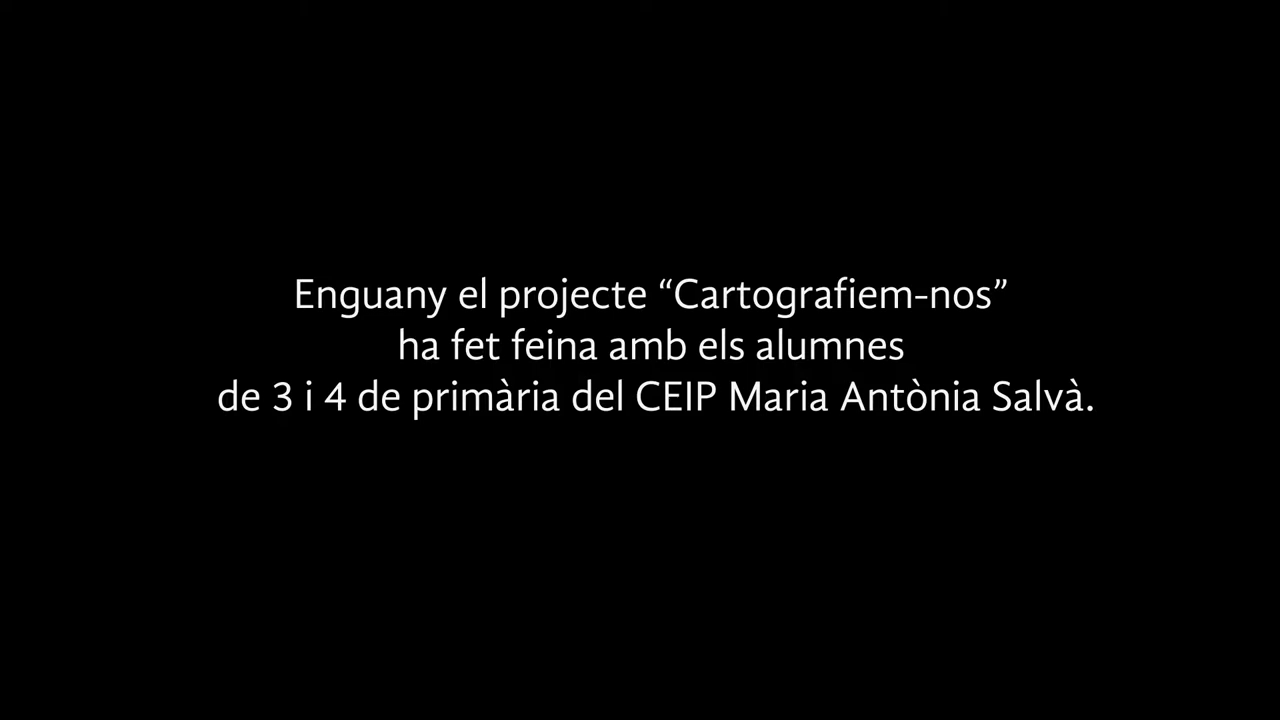 Enguany el projecte “Cartografiem-nos”
ha fet feina amb els alumnes
de 3 i 4 de primària del CEIP Maria Antònia Salvà.